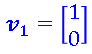 v₁ = [1
0]